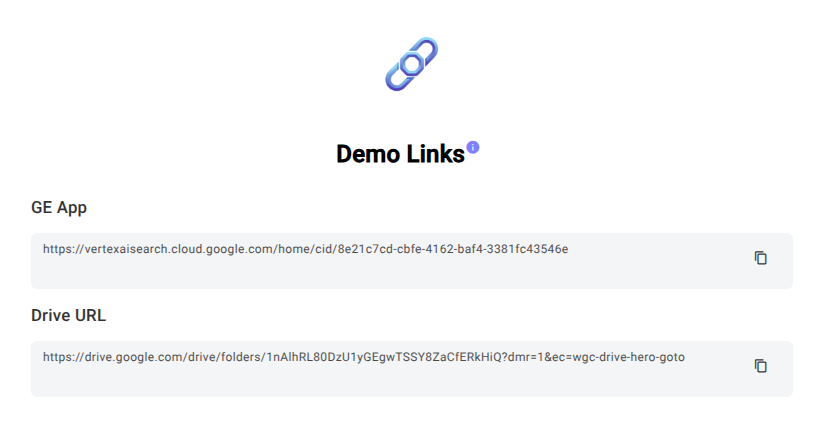 Demo Links
GE App
https://vertexaisearch.cloud.google.com/home/cid/8e21c7cd-cbfe-4162-baf4-3381fc43546e
Drive URL
https://drive.google.com/drive/folders/1nAlhRL80DzU1yGEgwTSSY8ZaCfERkHiQ?dmr=1&ec=wgc-drive-hero-goto